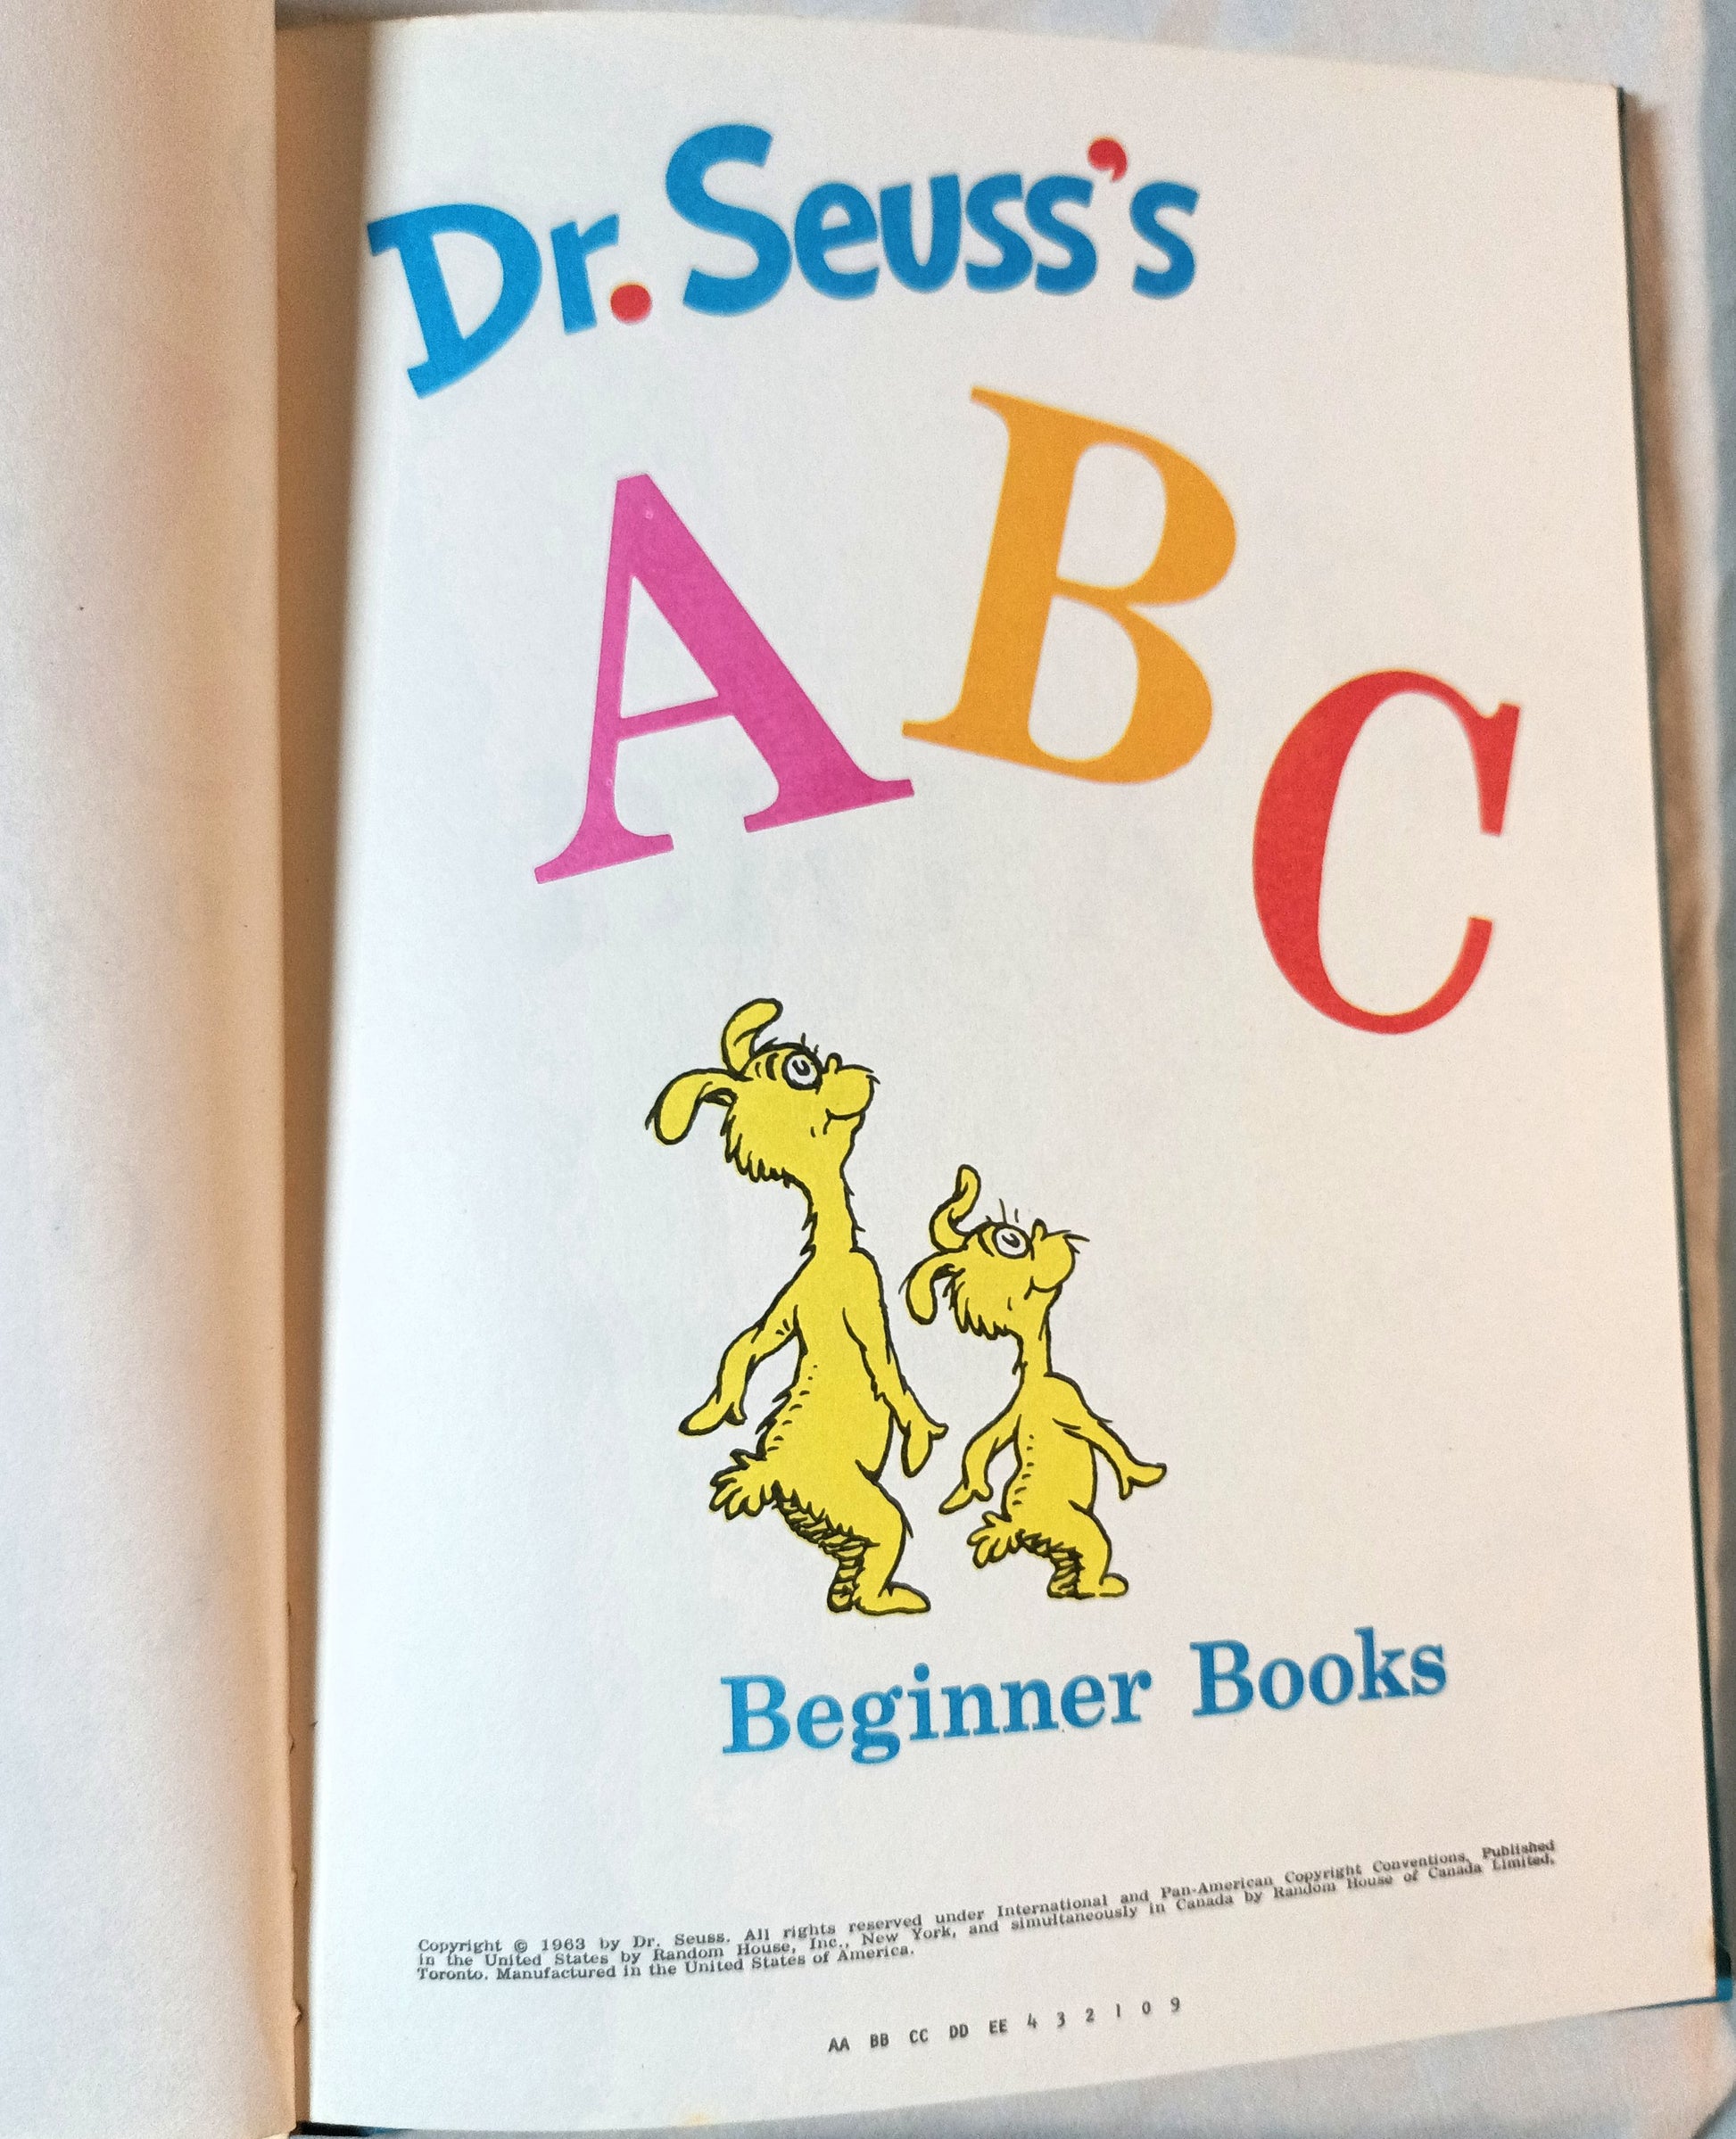 Dr. Seuss's
A B C
Beginner Books
Copyright © 1963 by Dr. Seuss. All rights reserved under International and Pan-American Copyright Conventions. Published
in the United States by Random House, Inc., New York, and simultaneously in Canada by Random House of Canada Limited,
Toronto. Manufactured in the United States of America.
AA BB CC DD EE 4 3 2 1 0 9